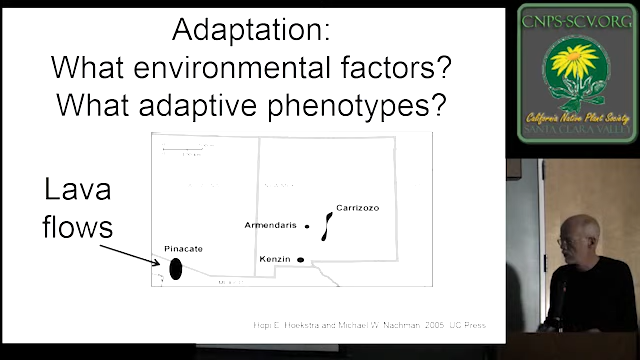 Adaptation:
What environmental factors?
What adaptive phenotypes?
Lava
flows
Carrizozo
Armendaris
Pinacate
Kenzin
Hopi E. Hoekstra and Michael W. Nachman 2005 UC Press
CNPS-SCV.ORG
California Native Plant Society
SANTA CLARA VALLEY